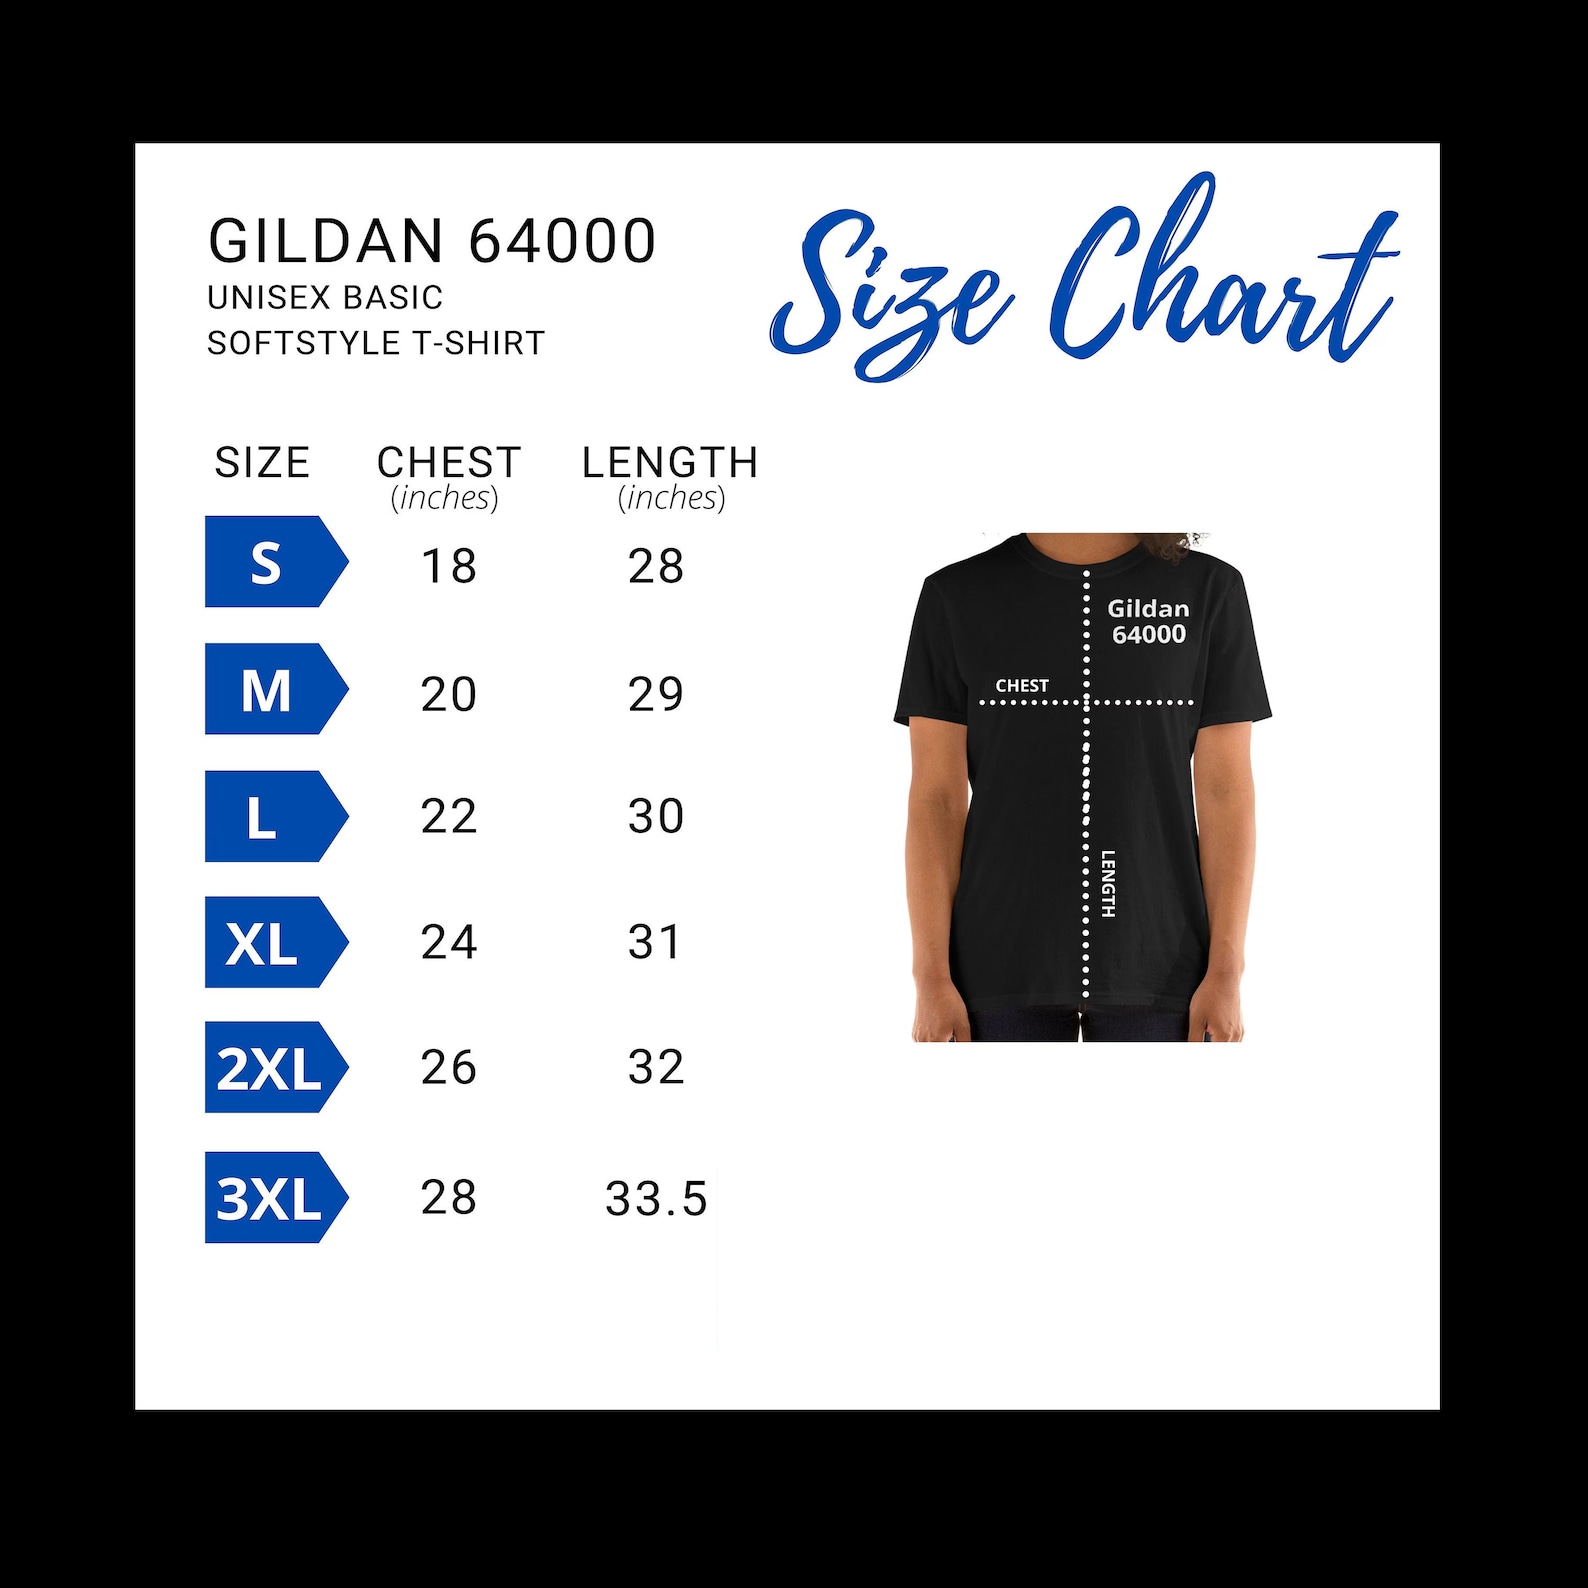 GILDAN 64000
UNISEX BASIC
SOFTSTYLE T-SHIRT
Size Chart
SIZE CHEST LENGTH
(inches) (inches)
S 18 28
M 20 29
L 22 30
XL 24 31
2XL 26 32
3XL 28 33.5
Gildan
64000
CHEST
LENGTH